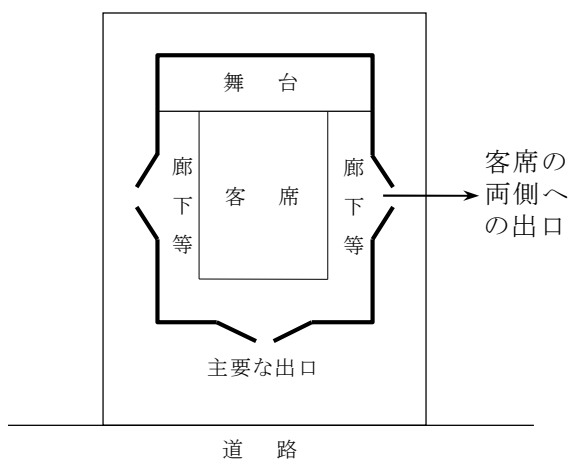 舞 台
廊下等
客 席
廊下等
客席の
両側へ
の出口
主要な出口
道 路